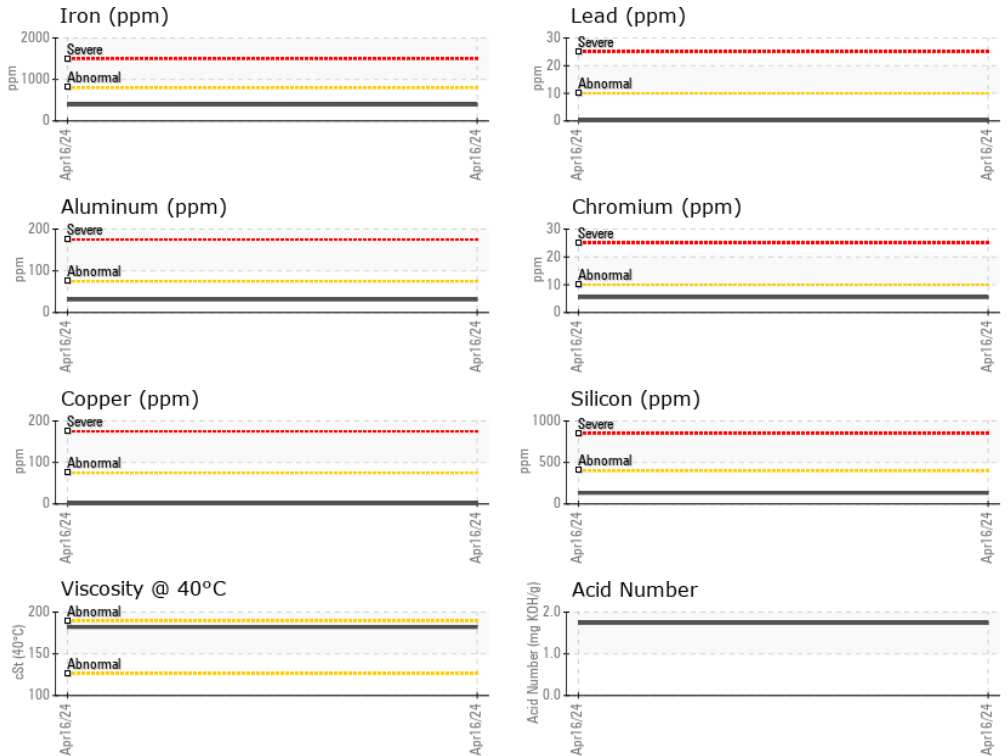 Iron (ppm)
2000
1000
0
ppm
Severe
Abnormal
Apr16/24
Apr16/24
Lead (ppm)
30
20
10
0
ppm
Severe
Abnormal
Apr16/24
Apr16/24
Aluminum (ppm)
200
100
0
ppm
Severe
Abnormal
Apr16/24
Apr16/24
Chromium (ppm)
30
20
10
0
ppm
Severe
Abnormal
Apr16/24
Apr16/24
Copper (ppm)
200
100
0
ppm
Severe
Abnormal
Apr16/24
Apr16/24
Silicon (ppm)
1000
500
0
ppm
Severe
Abnormal
Apr16/24
Apr16/24
Viscosity @ 40°C
200
150
100
cSt (40°C)
Abnormal
Abnormal
Apr16/24
Apr16/24
Acid Number
2.0
1.0
0.0
Acid Number (mg KOH/g)
Apr16/24
Apr16/24